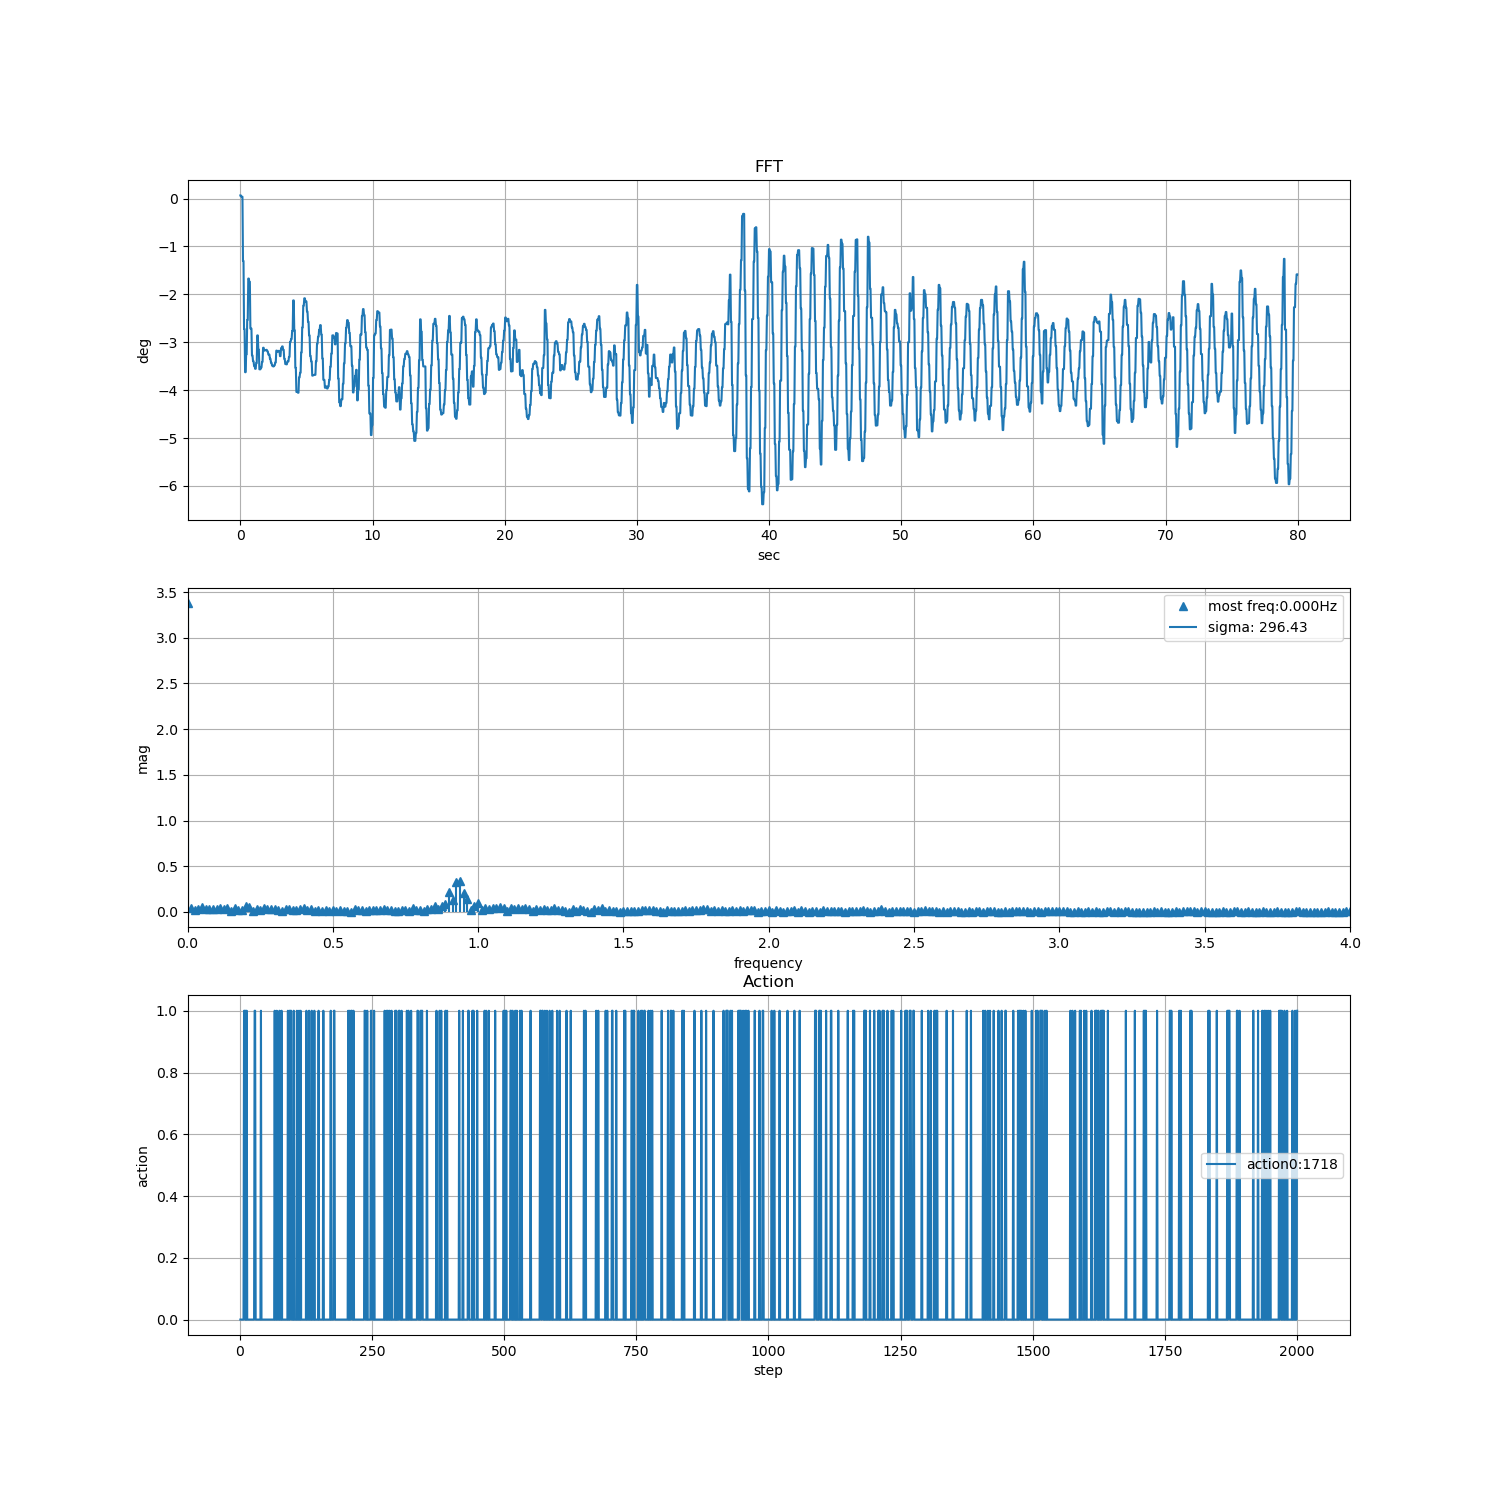 FFT
0
−1
−2
−3
−4
−5
−6
deg
0 10 20 30 40 50 60 70 80
sec
3.5
3.0
2.5
2.0
1.5
1.0
0.5
0.0
mag
most freq:0.000Hz
sigma: 296.43
0.0 0.5 1.0 1.5 2.0 2.5 3.0 3.5 4.0
frequency
Action
1.0
0.8
0.6
0.4
0.2
0.0
action
action0:1718
0 250 500 750 1000 1250 1500 1750 2000
step